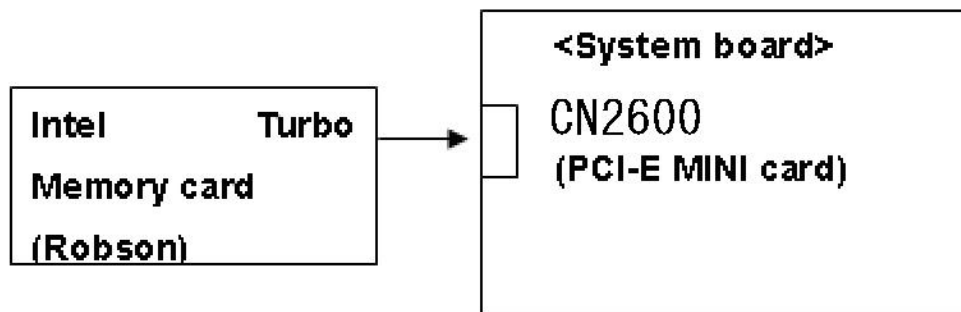 <System board>
CN2600
(PCI-E MINI card)
Intel Turbo
Memory card
(Robson)